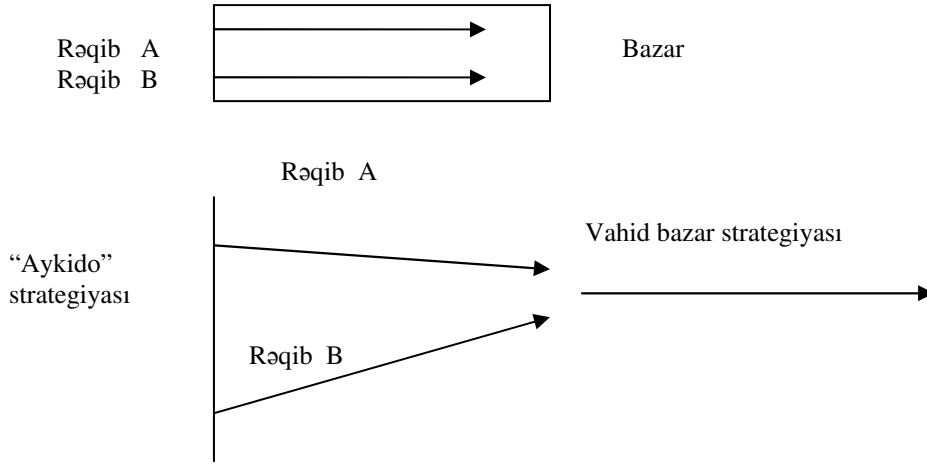 Rəqib A
Rəqib B
Bazar
Rəqib A
Vahid bazar strategiyası
“Aykido”
strategiyası
Rəqib B